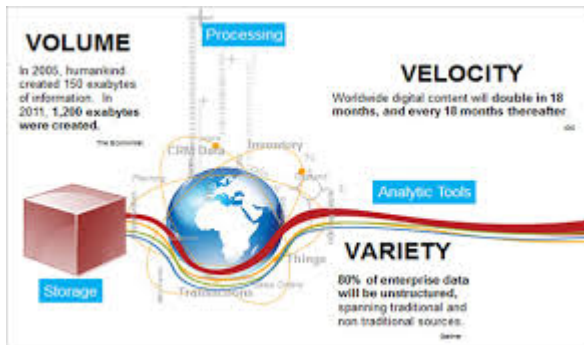 Processing
VOLUME
In 2005, humankind
created 150 exabytes
of information. In
2011, 1,200 exabytes
were created.
The Economist
VELOCITY
Worldwide digital content will double in 18
months, and every 18 months thereafter
CRM Data
Inventory
Planning
Analytic Tools
Things
Transactions
Storage
VARIETY
80% of enterprise data
will be unstructured,
spanning traditional and
non traditional sources.